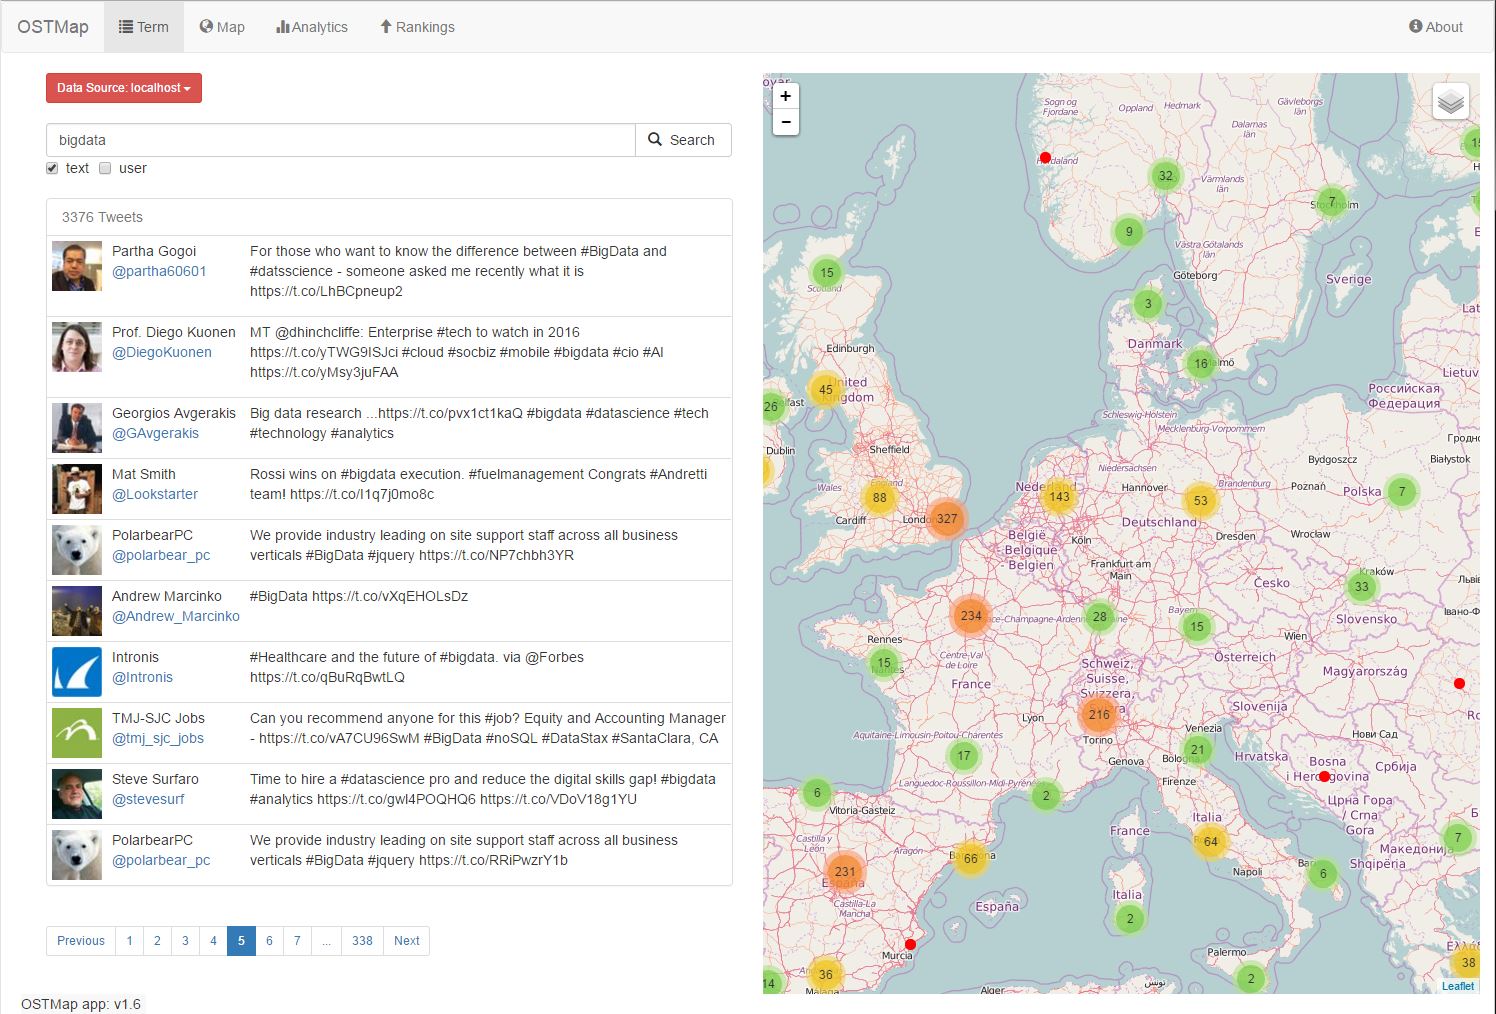 OSTMap
Term
Map
Analytics
Rankings
About
Data Source: localhost
bigdata
Search
text
user
3376 Tweets
Partha Gogoi
@partha60601
For those who want to know the difference between #BigData and
#datsscience - someone asked me recently what it is
https://t.co/LhBCpneup2
Prof. Diego Kuonen
@DiegoKuonen
MT @dhinchcliffe: Enterprise #tech to watch in 2016
https://t.co/yTWG9ISJci #cloud #socbiz #mobile #bigdata #cio #AI
https://t.co/yMsy3juFAA
Georgios Avgerakis
@GAvgerakis
Big data research ...https://t.co/pvx1ct1kaQ #bigdata #datascience #tech
#technology #analytics
Mat Smith
@Lookstarter
Rossi wins on #bigdata execution. #fuelmanagement Congrats #Andretti
team! https://t.co/I1q7j0mo8c
PolarbearPC
@polarbear_pc
We provide industry leading on site support staff across all business
verticals #BigData #jquery https://t.co/NP7chbh3YR
Andrew Marcinko
@Andrew_Marcinko
#BigData https://t.co/vXqEHOLsDz
Intronis
@Intronis
#Healthcare and the future of #bigdata. via @Forbes
https://t.co/qBuRqBwtLQ
TMJ-SJC Jobs
@tmj_sjc_jobs
Can you recommend anyone for this #job? Equity and Accounting Manager
- https://t.co/vA7CU96SwM #BigData #noSQL #DataStax #SantaClara, CA
Steve Surfaro
@stevesurf
Time to hire a #datascience pro and reduce the digital skills gap! #bigdata
#analytics https://t.co/gwl4POQHQ6 https://t.co/VDoV18g1YU
PolarbearPC
@polarbear_pc
We provide industry leading on site support staff across all business
verticals #BigData #jquery https://t.co/RRiPwzrY1b
Previous 1 2 3 4 5 6 7 ... 338 Next
OSTMap app: v1.6
+
−
Sogn og
Fjordane
Oppland
Hedmark
Gävleborgs
län
Dalarnas
län
32
Värmlands
län
7
9
Västra Götalands
län
15
Scotland
Göteborg
Sverige
3
Danmark
Edinburgh
16
45
United
Kingdom
26
Российская
Федерация
Schleswig-Holstein
Mecklenburg-Vorpommern
Dublin
Sheffield
Niedersachsen
Bydgoszcz
Białystok
Wales
England
88
Nederland
143
Hannover
Brandenburg
53
Poznań
Polska
7
Cardiff
London
327
Deutschland
België -
Belgique
- Belgien
Köln
Dresden
Wrocław
Frankfurt am
Main
Česko
Kraków
33
234
28
Bayern
15
Slovensko
Rennes
Wien
15
Nantes
Centre-Val
de Loire
France
Schweiz,
Suisse,
Svizzera,
Österreich
Magyarország
216
Slovenija
Lyon
Torino
Venezia
Нови Сад
Aquitaine-Limousin-Poitou-Charentes
17
Genova
21
Bologna
Hrvatska
Bosna
i Hercegovina
Србија
Firenze
Languedoc-Roussillon-Midi-Pyrénées
2
6
Vitoria-Gasteiz
Црна Гора
/ Crna
Gora
France
Italia
64
7
Македонија
Shqipëria
Castilla y
León
Aragón
Barcelona
66
Napoli
6
231
España
Castilla-La
Mancha
Italia
2
España
Murcia
Palermo
2
38
36
Málaga
14
Alger
تونس
Leaflet